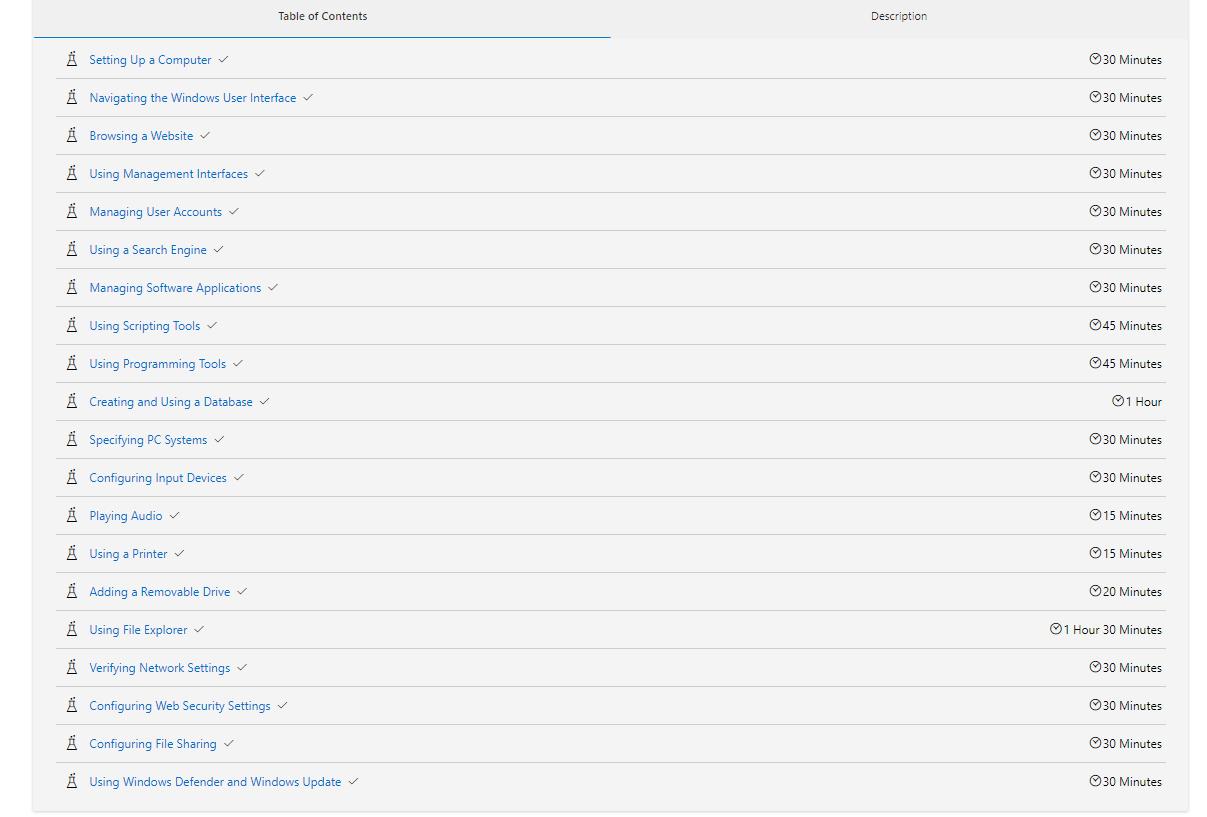 Table of Contents Description
Setting Up a Computer 30 Minutes
Navigating the Windows User Interface 30 Minutes
Browsing a Website 30 Minutes
Using Management Interfaces 30 Minutes
Managing User Accounts 30 Minutes
Using a Search Engine 30 Minutes
Managing Software Applications 30 Minutes
Using Scripting Tools 45 Minutes
Using Programming Tools 45 Minutes
Creating and Using a Database 1 Hour
Specifying PC Systems 30 Minutes
Configuring Input Devices 30 Minutes
Playing Audio 15 Minutes
Using a Printer 15 Minutes
Adding a Removable Drive 20 Minutes
Using File Explorer 1 Hour 30 Minutes
Verifying Network Settings 30 Minutes
Configuring Web Security Settings 30 Minutes
Configuring File Sharing 30 Minutes
Using Windows Defender and Windows Update 30 Minutes